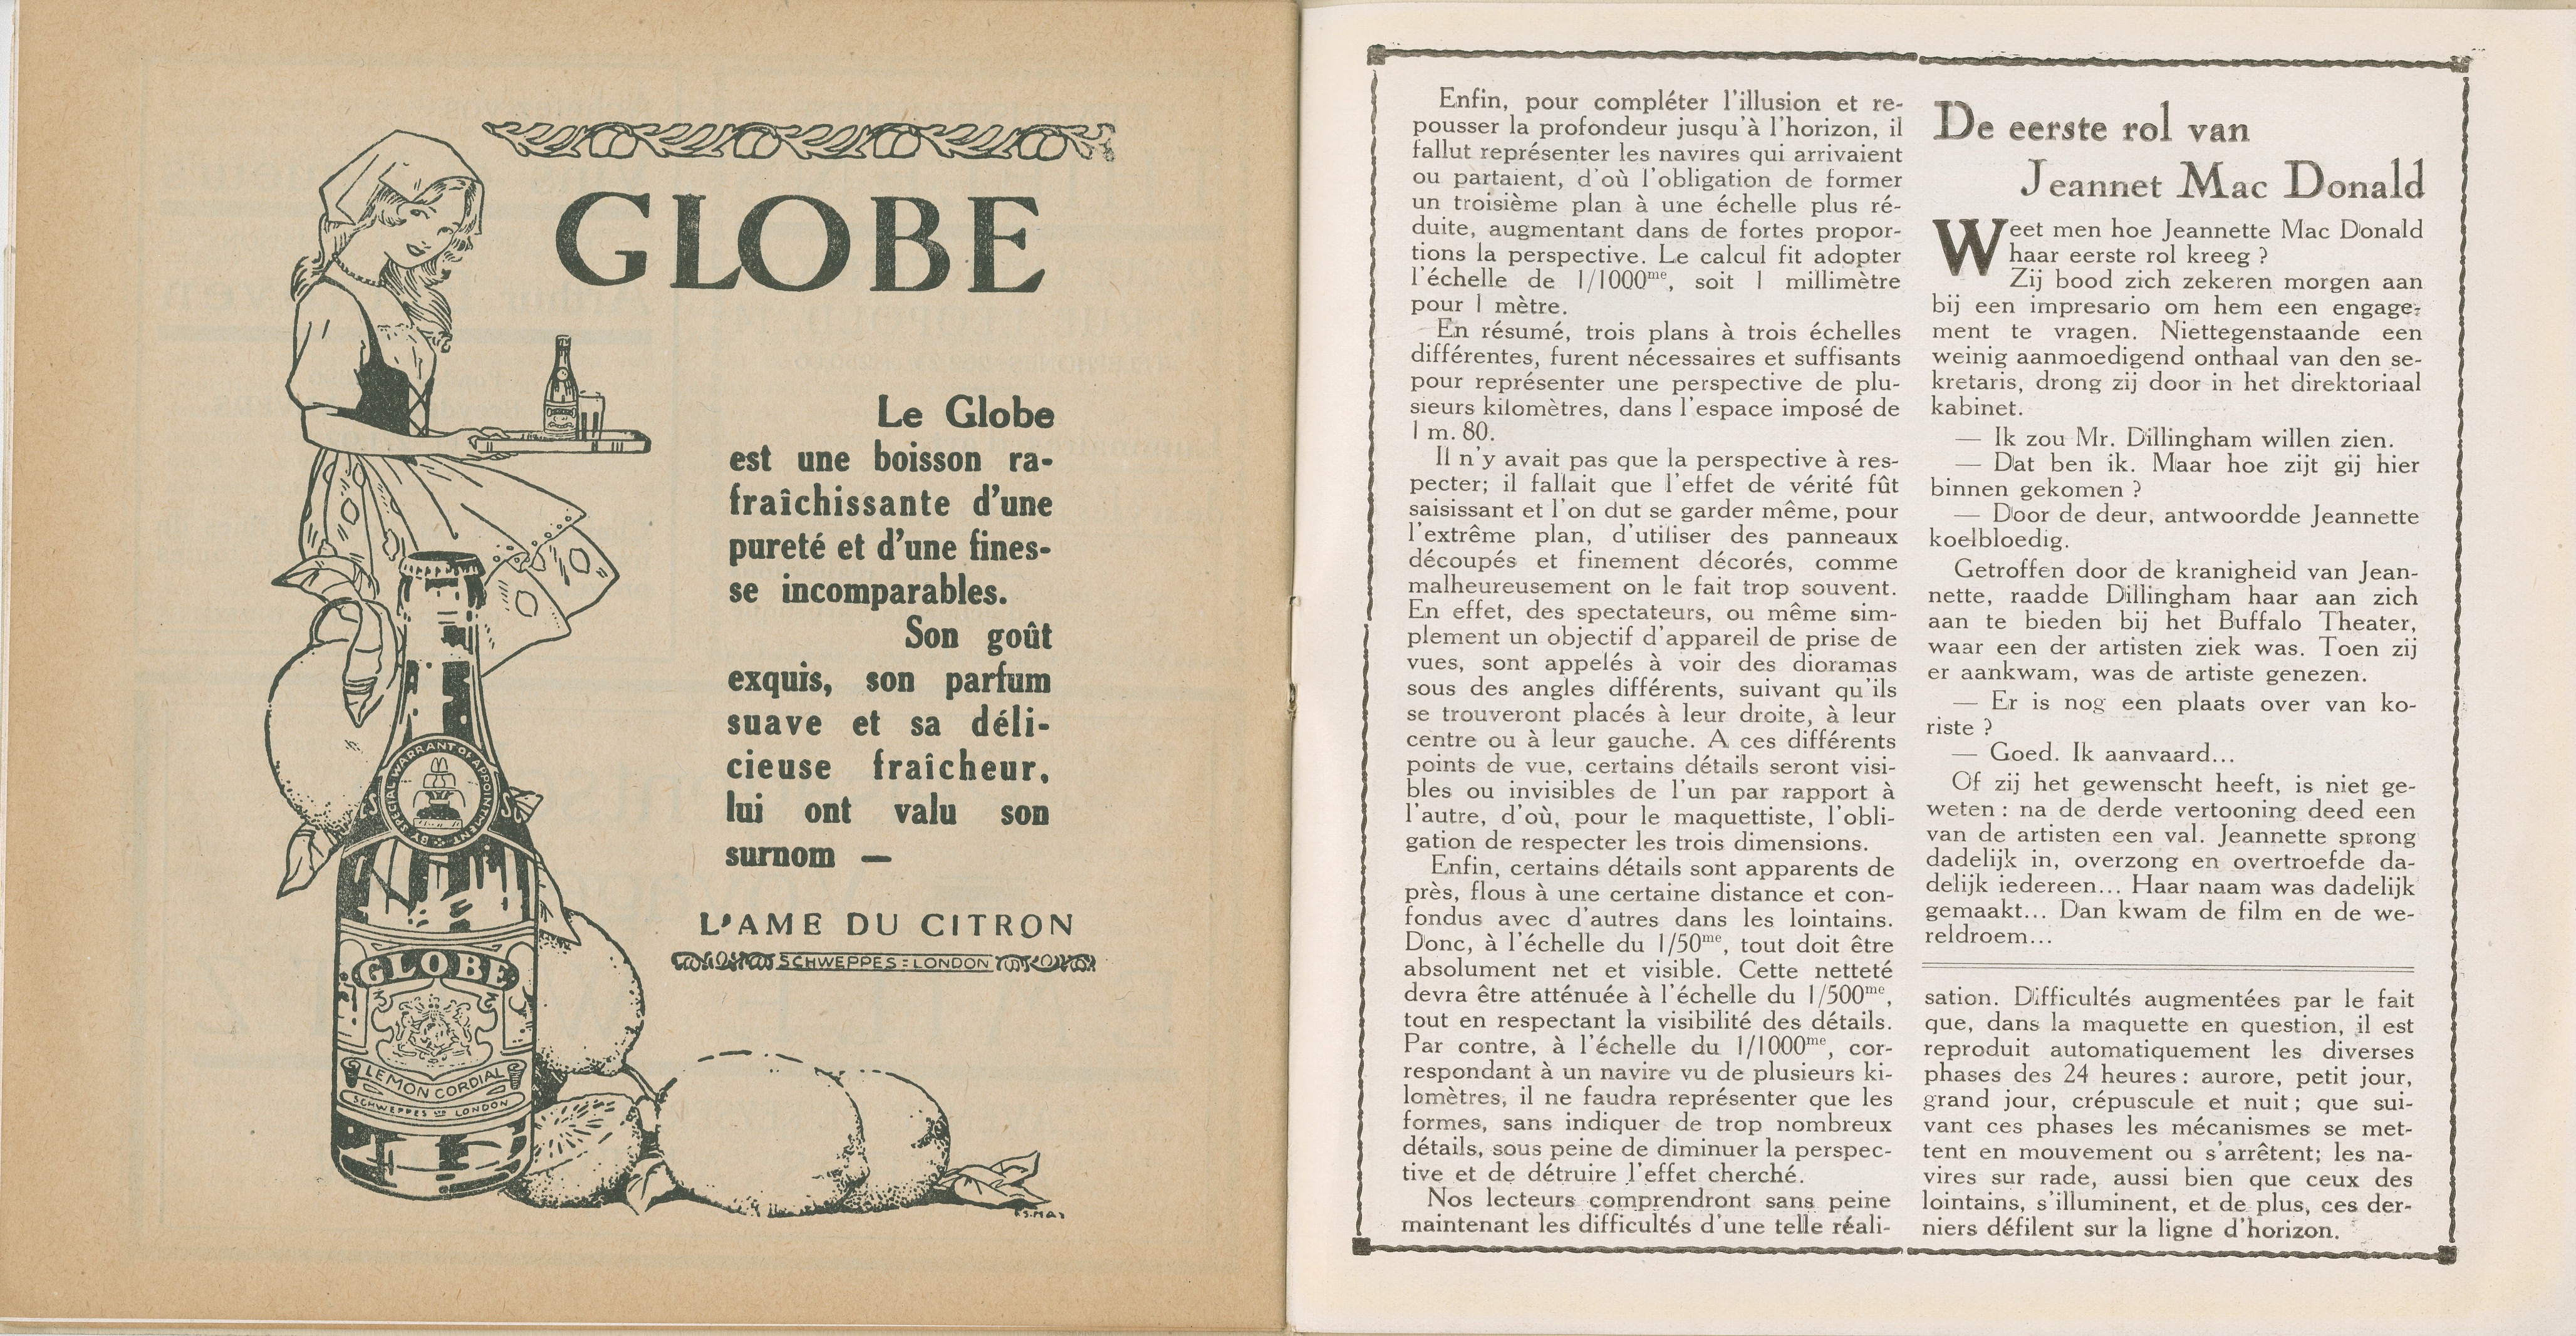 GLOBE
Le Globe
est une boisson ra-
fraîchissante d'une
pureté et d'une fines-
se incomparables.
Son goût
exquis, son parfum
suave et sa déli-
cieuse fraîcheur,
lui ont valu son
surnom —
L'AME DU CITRON
SCHWEPPES = LONDON
BY SPECIAL WARRANT OF APPOINTMENT
GLOBE
LEMON CORDIAL
SCHWEPPES LTD LONDON
Enfin, pour compléter l'illusion et re-
pousser la profondeur jusqu'à l'horizon, il
fallut représenter les navires qui arrivaient
ou partaient, d'où l'obligation de former
un troisième plan à une échelle plus ré-
duite, augmentant dans de fortes propor-
tions la perspective. Le calcul fit adopter
l'échelle de 1/1000me, soit 1 millimètre
pour 1 mètre.
En résumé, trois plans à trois échelles
différentes, furent nécessaires et suffisants
pour représenter une perspective de plu-
sieurs kilomètres, dans l'espace imposé de
1 m. 80.
Il n'y avait pas que la perspective à res-
pecter; il fallait que l'effet de vérité fût
saisissant et l'on dut se garder même, pour
l'extrême plan, d'utiliser des panneaux
découpés et finement décorés, comme
malheureusement on le fait trop souvent.
En effet, des spectateurs, ou même sim-
plement un objectif d'appareil de prise de
vues, sont appelés à voir des dioramas
sous des angles différents, suivant qu'ils
se trouveront placés à leur droite, à leur
centre ou à leur gauche. A ces différents
points de vue, certains détails seront visi-
bles ou invisibles de l'un par rapport à
l'autre, d'où, pour le maquettiste, l'obli-
gation de respecter les trois dimensions.
Enfin, certains détails sont apparents de
près, flous à une certaine distance et con-
fondus avec d'autres dans les lointains.
Donc, à l'échelle du 1/50me, tout doit être
absolument net et visible. Cette netteté
devra être atténuée à l'échelle du 1/500me,
tout en respectant la visibilité des détails.
Par contre, à l'échelle du 1/1000me, cor-
respondant à un navire vu de plusieurs ki-
lomètres, il ne faudra représenter que les
formes, sans indiquer de trop nombreux
détails, sous peine de diminuer la perspec-
tive et de détruire l'effet cherché.
Nos lecteurs comprendront sans peine
maintenant les difficultés d'une telle réali-
De eerste rol van
Jeannet Mac Donald
Weet men hoe Jeannette Mac Donald
haar eerste rol kreeg ?
Zij bood zich zekeren morgen aan
bij een impresario om hem een engage-
ment te vragen. Niettegenstaande een
weinig aanmoedigend onthaal van den se-
kretaris, drong zij door in het direktoriaal
kabinet.
— Ik zou Mr. Dillingham willen zien.
— Dat ben ik. Maar hoe zijt gij hier
binnen gekomen ?
— Door de deur, antwoordde Jeannette
koelbloedig.
Getroffen door de kranigheid van Jean-
nette, raadde Dillingham haar aan zich
aan te bieden bij het Buffalo Theater,
waar een der artisten ziek was. Toen zij
er aankwam, was de artiste genezen.
— Er is nog een plaats over van ko-
riste ?
— Goed. Ik aanvaard...
Of zij het gewenscht heeft, is niet ge-
weten : na de derde vertooning deed een
van de artisten een val. Jeannette sprong
dadelijk in, overzong en overtroefde da-
delijk iedereen... Haar naam was dadelijk
gemaakt... Dan kwam de film en de we-
reldroem...
sation. Difficultés augmentées par le fait
que, dans la maquette en question, il est
reproduit automatiquement les diverses
phases des 24 heures : aurore, petit jour,
grand jour, crépuscule et nuit ; que sui-
vant ces phases les mécanismes se met-
tent en mouvement ou s'arrêtent; les na-
vires sur rade, aussi bien que ceux des
lointains, s'illuminent, et de plus, ces der-
niers défilent sur la ligne d'horizon.